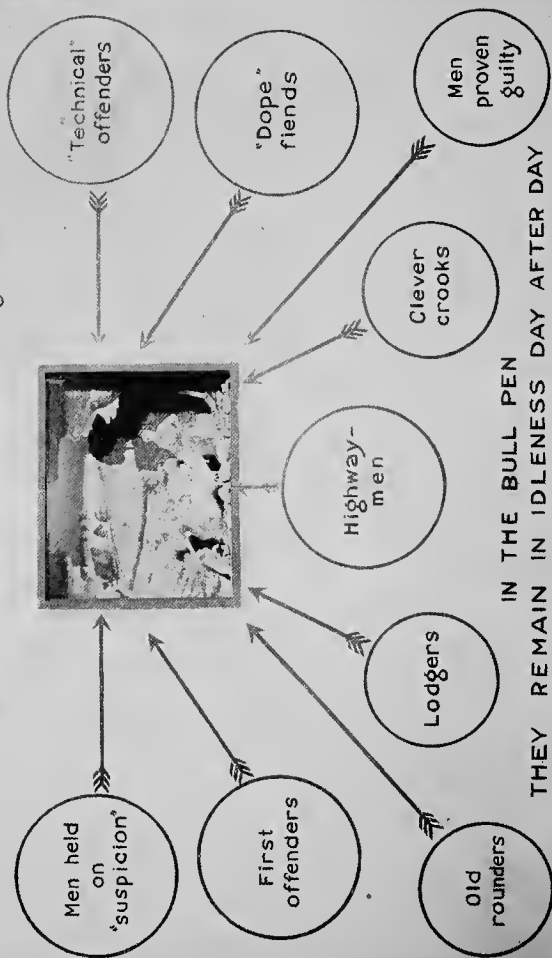 Men held
on
"suspicion"
"Technical"
offenders
First
offenders
"Dope"
fiends
Old
rounders
Lodgers
Highway-
men
Clever
crooks
Men
proven
guilty
IN THE BULL PEN
THEY REMAIN IN IDLENESS DAY AFTER DAY